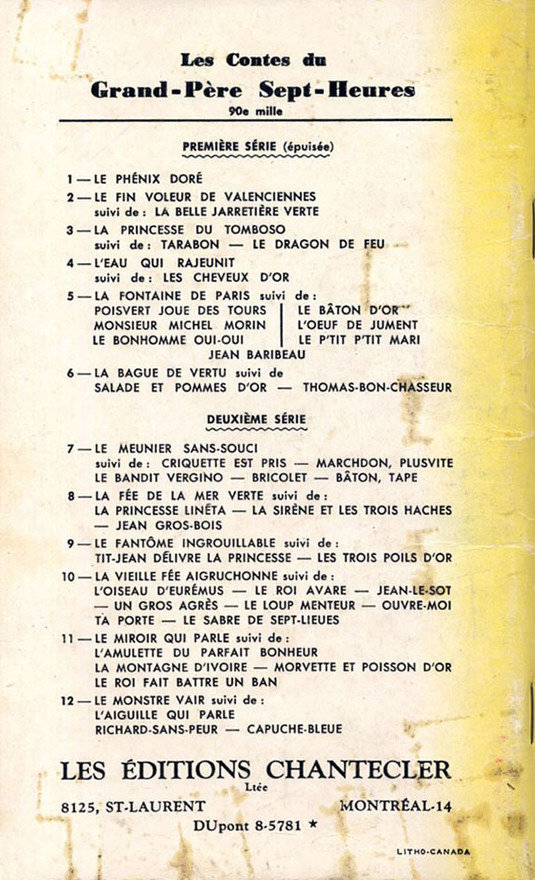 Les Contes du
Grand-Père Sept-Heures
90e mille
PREMIÈRE SÉRIE (épuisée)
1 — LE PHÉNIX DORÉ
2 — LE FIN VOLEUR DE VALENCIENNES
suivi de : LA BELLE JARRETIÈRE VERTE
3 — LA PRINCESSE DU TOMBOSO
suivi de : TARABON — LE DRAGON DE FEU
4 — L'EAU QUI RAJEUNIT
suivi de : LES CHEVEUX D'OR
5 — LA FONTAINE DE PARIS suivi de :
POISVERT JOUE DES TOURS | LE BÂTON D'OR
MONSIEUR MICHEL MORIN | L'OEUF DE JUMENT
LE BONHOMME OUI-OUI | LE P'TIT P'TIT MARI
JEAN BARIBEAU
6 — LA BAGUE DE VERTU suivi de
SALADE ET POMMES D'OR — THOMAS-BON-CHASSEUR
DEUXIÈME SÉRIE
7 — LE MEUNIER SANS-SOUCI
suivi de : CRIQUETTE EST PRIS — MARCHDON, PLUSVITE
LE BANDIT VERGINO — BRICOLET — BÂTON, TAPE
8 — LA FÉE DE LA MER VERTE suivi de :
LA PRINCESSE LINÊTA — LA SIRÈNE ET LES TROIS HACHES
— JEAN GROS-BOIS
9 — LE FANTÔME INGROUILLABLE suivi de :
TIT-JEAN DÉLIVRE LA PRINCESSE — LES TROIS POILS D'OR
10 — LA VIEILLE FÉE AIGRUCHONNE suivi de :
L'OISEAU D'EURÉMUS — LE ROI AVARE — JEAN-LE-SOT
— UN GROS AGRÈS — LE LOUP MENTEUR — OUVRE-MOI
TA PORTE — LE SABRE DE SEPT-LIEUES
11 — LE MIROIR QUI PARLE suivi de :
L'AMULETTE DU PARFAIT BONHEUR
LA MONTAGNE D'IVOIRE — MORVETTE ET POISSON D'OR
LE ROI FAIT BATTRE UN BAN
12 — LE MONSTRE VAIR suivi de :
L'AIGUILLE QUI PARLE
RICHARD-SANS-PEUR — CAPUCHE-BLEUE
LES ÉDITIONS CHANTECLER
Ltée
8125, ST-LAURENT MONTRÉAL-14
DUpont 8-5781 *
LITHO-CANADA